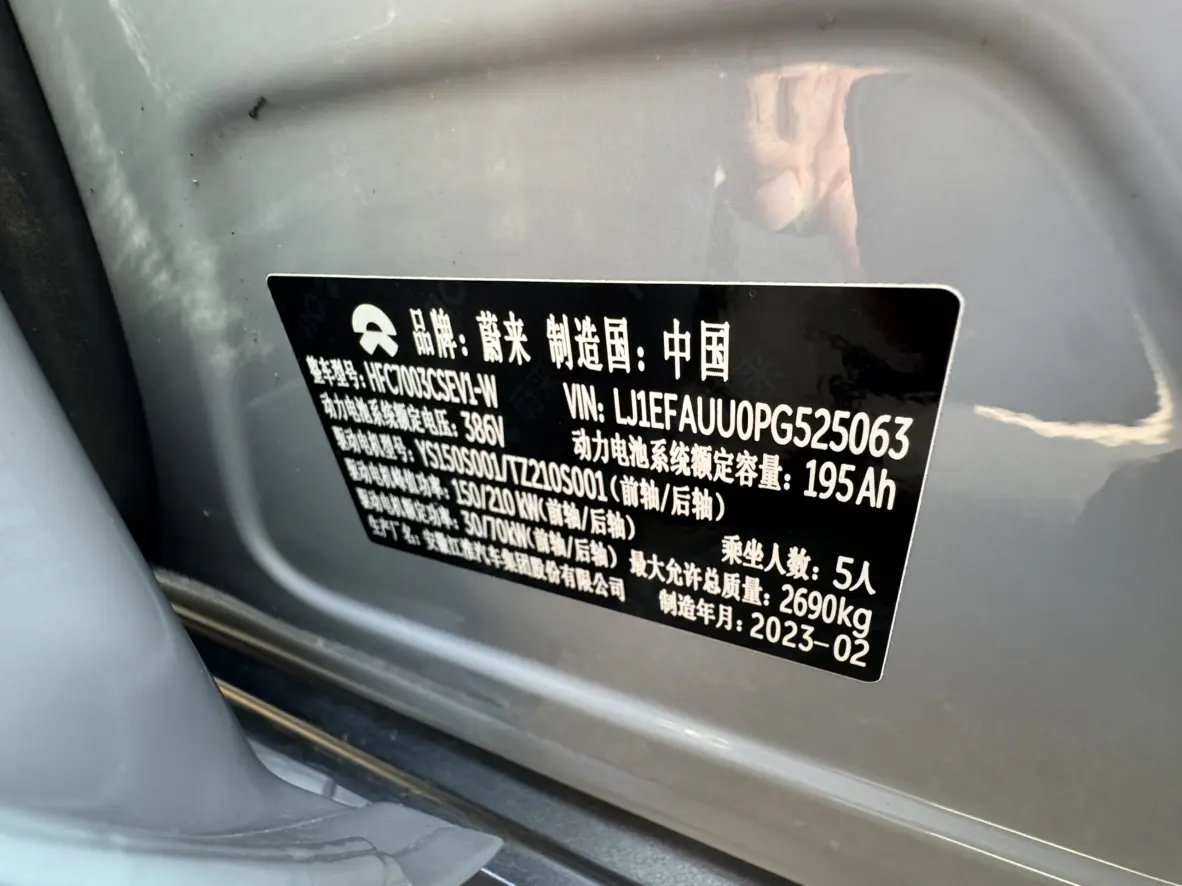 品牌：蔚来 制造国：中国
整车型号：HFC7003CSEV1-W VIN：LJ1EFAUU0PG525063
动力电池系统额定电压：386V 动力电池系统额定容量：195Ah
驱动电机型号：YS150S001/TZ210S001(前轴/后轴)
驱动电机峰值功率：150/210kW(前轴/后轴) 乘坐人数：5人
驱动电机额定功率：30/70kW(前轴/后轴) 最大允许总质量：2690kg
生产厂名：安徽江淮汽车集团股份有限公司 制造年月：2023-02